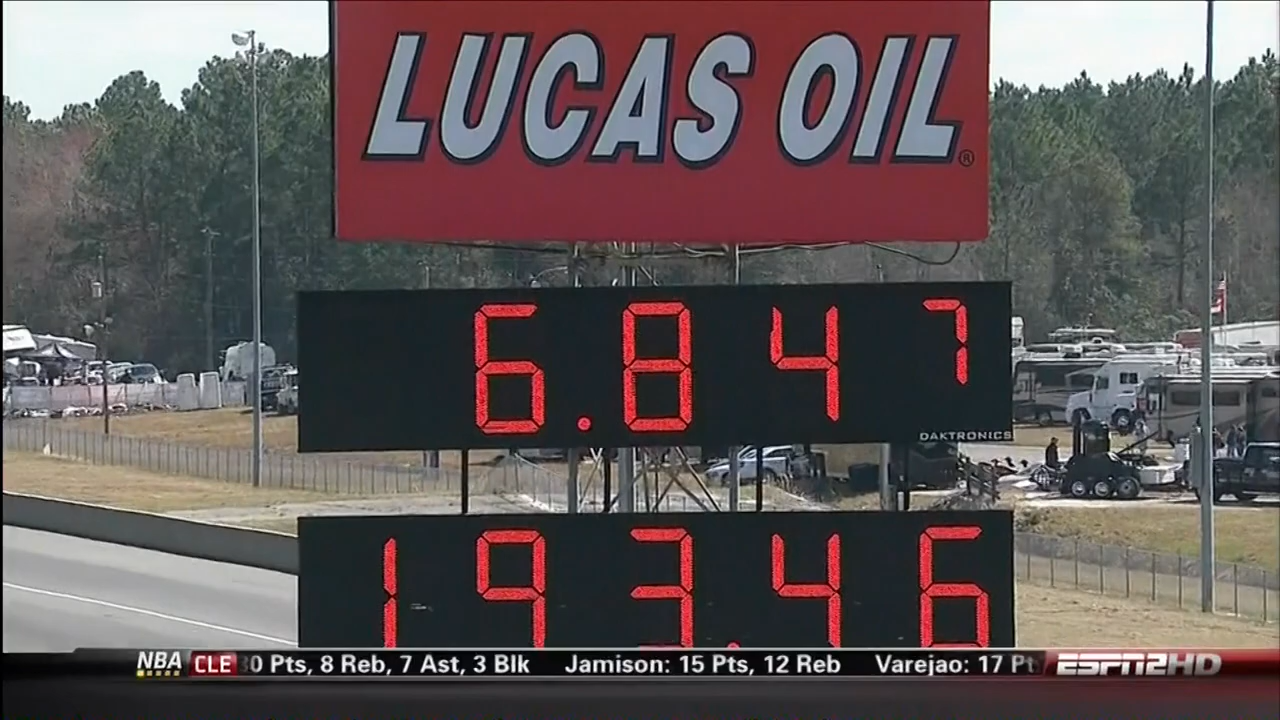 LUCAS OIL®
6.847
DAKTRONICS
193.46
NBA CLE 30 Pts, 8 Reb, 7 Ast, 3 Blk Jamison: 15 Pts, 12 Reb Varejao: 17 Pt ESPN2HD